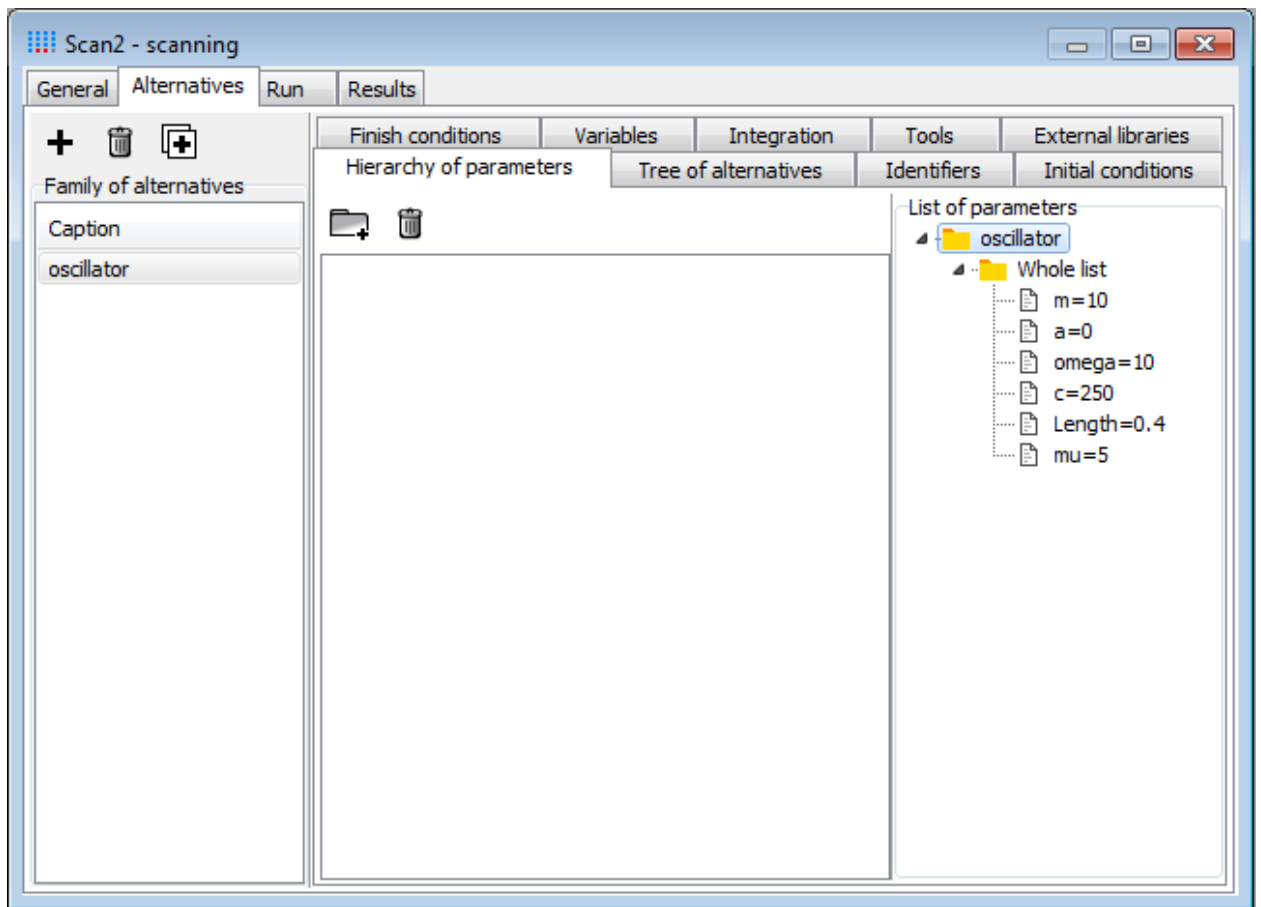 Scan2 - scanning
General Alternatives Run Results
Finish conditions Variables Integration Tools External libraries
Hierarchy of parameters Tree of alternatives Identifiers Initial conditions
Family of alternatives
Caption
oscillator
List of parameters
oscillator
Whole list
m=10
a=0
omega=10
c=250
Length=0.4
mu=5